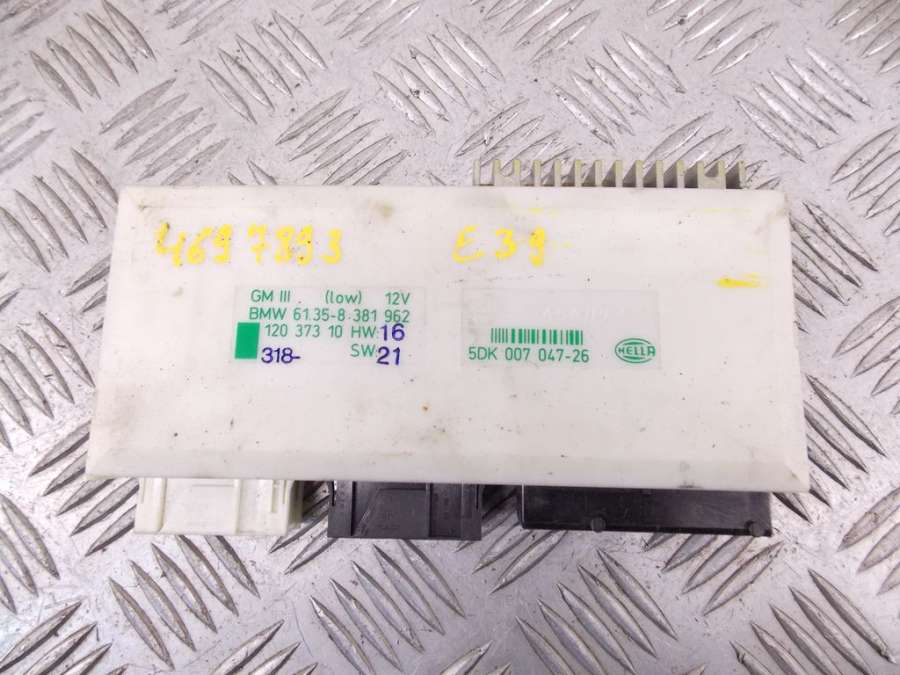 4697893 E39
GM III (low) 12V
BMW 61.35-8 381 962
120 373 10 HW: 16
318- SW: 21
5DK 007 047-26 HELLA